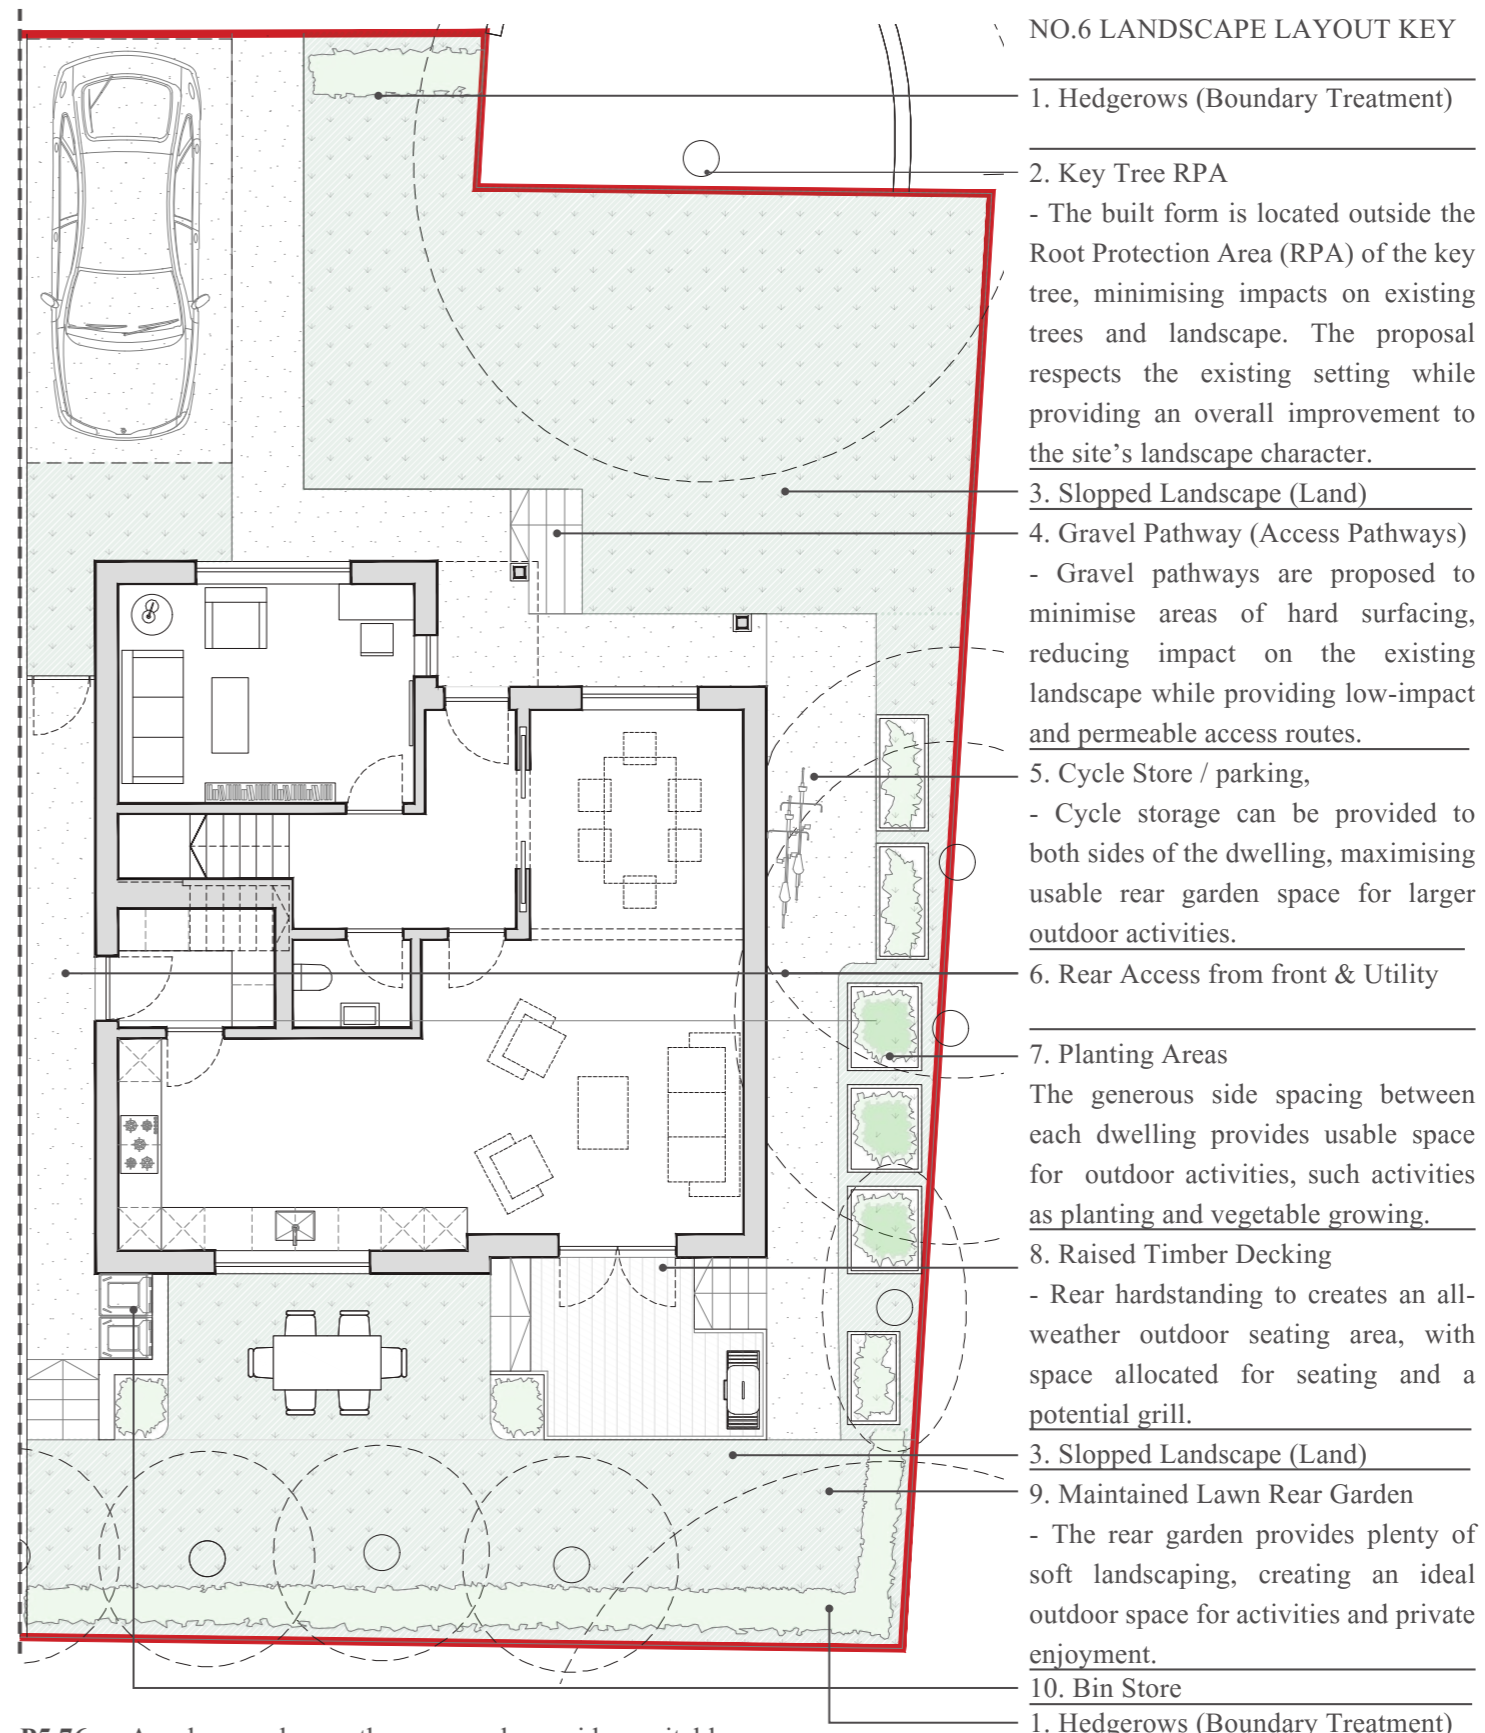 NO.6 LANDSCAPE LAYOUT KEY
1. Hedgerows (Boundary Treatment)
2. Key Tree RPA
- The built form is located outside the
Root Protection Area (RPA) of the key
tree, minimising impacts on existing
trees and landscape. The proposal
respects the existing setting while
providing an overall improvement to
the site’s landscape character.
3. Slopped Landscape (Land)
4. Gravel Pathway (Access Pathways)
- Gravel pathways are proposed to
minimise areas of hard surfacing,
reducing impact on the existing
landscape while providing low-impact
and permeable access routes.
5. Cycle Store / parking,
- Cycle storage can be provided to
both sides of the dwelling, maximising
usable rear garden space for larger
outdoor activities.
6. Rear Access from front & Utility
7. Planting Areas
The generous side spacing between
each dwelling provides usable space
for outdoor activities, such activities
as planting and vegetable growing.
8. Raised Timber Decking
- Rear hardstanding to creates an all-
weather outdoor seating area, with
space allocated for seating and a
potential grill.
3. Slopped Landscape (Land)
9. Maintained Lawn Rear Garden
- The rear garden provides plenty of
soft landscaping, creating an ideal
outdoor space for activities and private
enjoyment.
10. Bin Store
1. Hedgerows (Boundary Treatment)